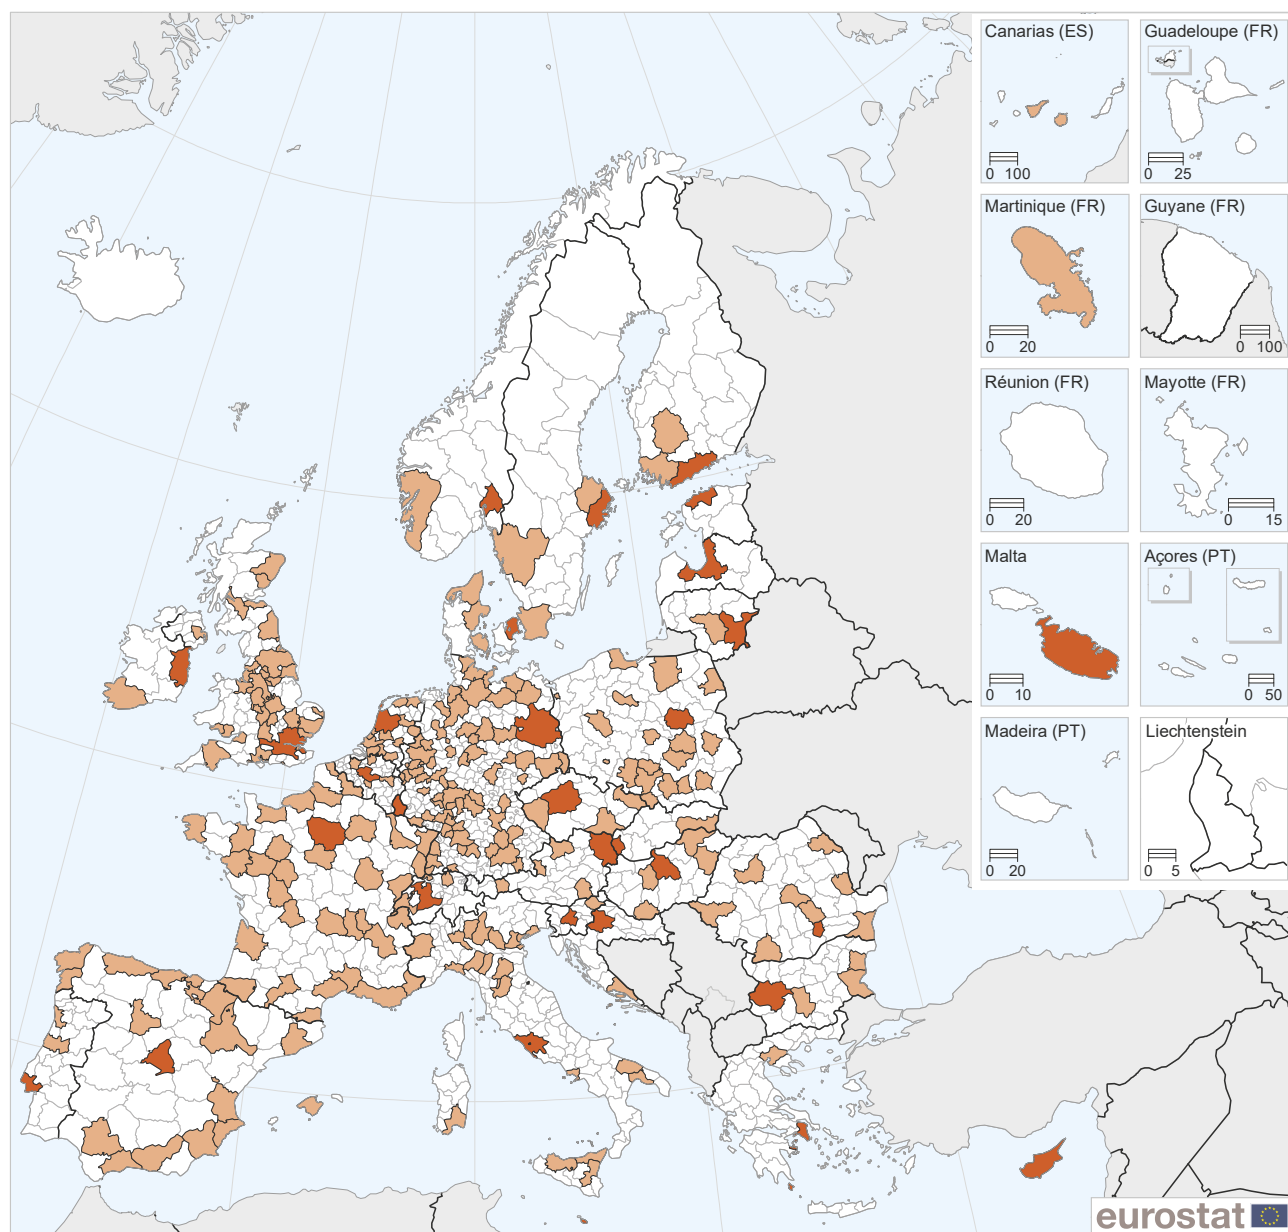 Canarias (ES)
0 100
Guadeloupe (FR)
0 25
Martinique (FR)
0 20
Guyane (FR)
0 100
Réunion (FR)
0 20
Mayotte (FR)
0 15
Malta
0 10
Açores (PT)
0 50
Madeira (PT)
0 20
Liechtenstein
0 5
eurostat